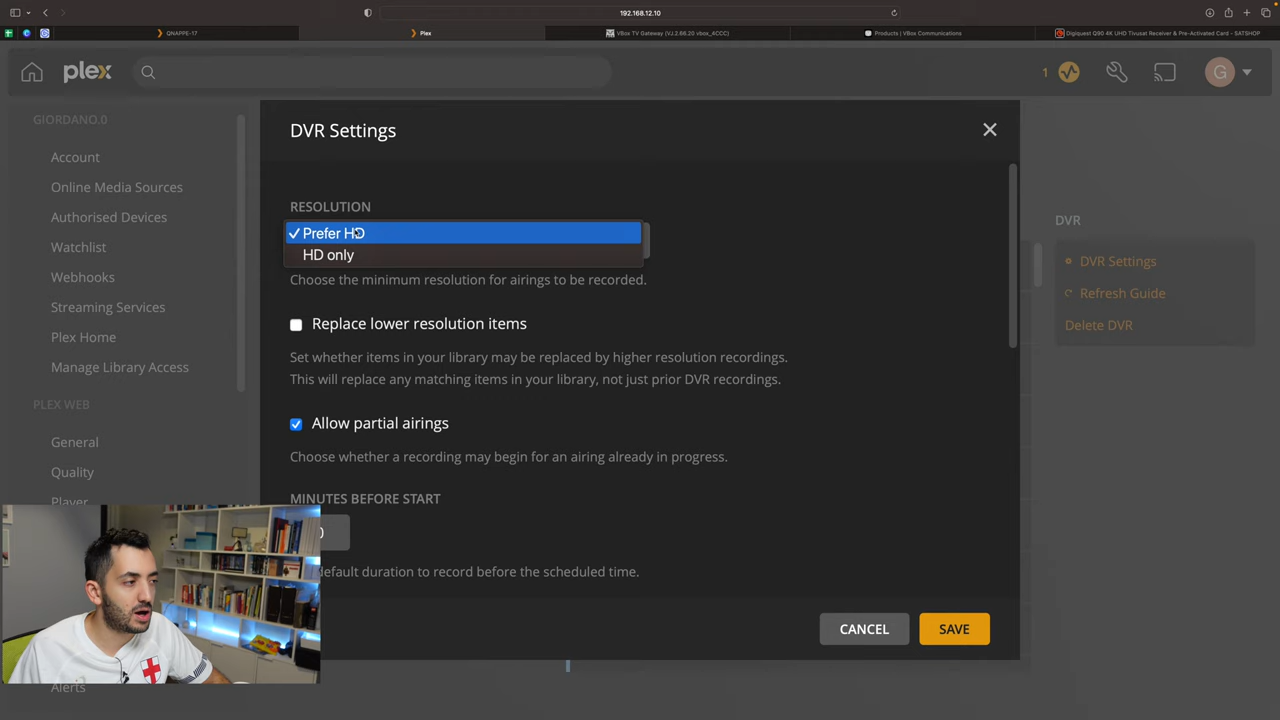 192.168.12.10
QNAPPE-17
Plex
VBox TV Gateway (VJ.2.66.20 vbox_4CCC)
Products | VBox Communications
Digiquest Q90 4K UHD Tivusat Receiver & Pre-Activated Card - SATSHOP
plex
1
G
GIORDANO.0
Account
Online Media Sources
Authorised Devices
Watchlist
Webhooks
Streaming Services
Plex Home
Manage Library Access
PLEX WEB
General
Quality
Player
Alerts
DVR Settings
RESOLUTION
Prefer HD
HD only
Choose the minimum resolution for airings to be recorded.
Replace lower resolution items
Set whether items in your library may be replaced by higher resolution recordings.
This will replace any matching items in your library, not just prior DVR recordings.
Allow partial airings
Choose whether a recording may begin for an airing already in progress.
MINUTES BEFORE START
0
default duration to record before the scheduled time.
CANCEL
SAVE
DVR
DVR Settings
Refresh Guide
Delete DVR